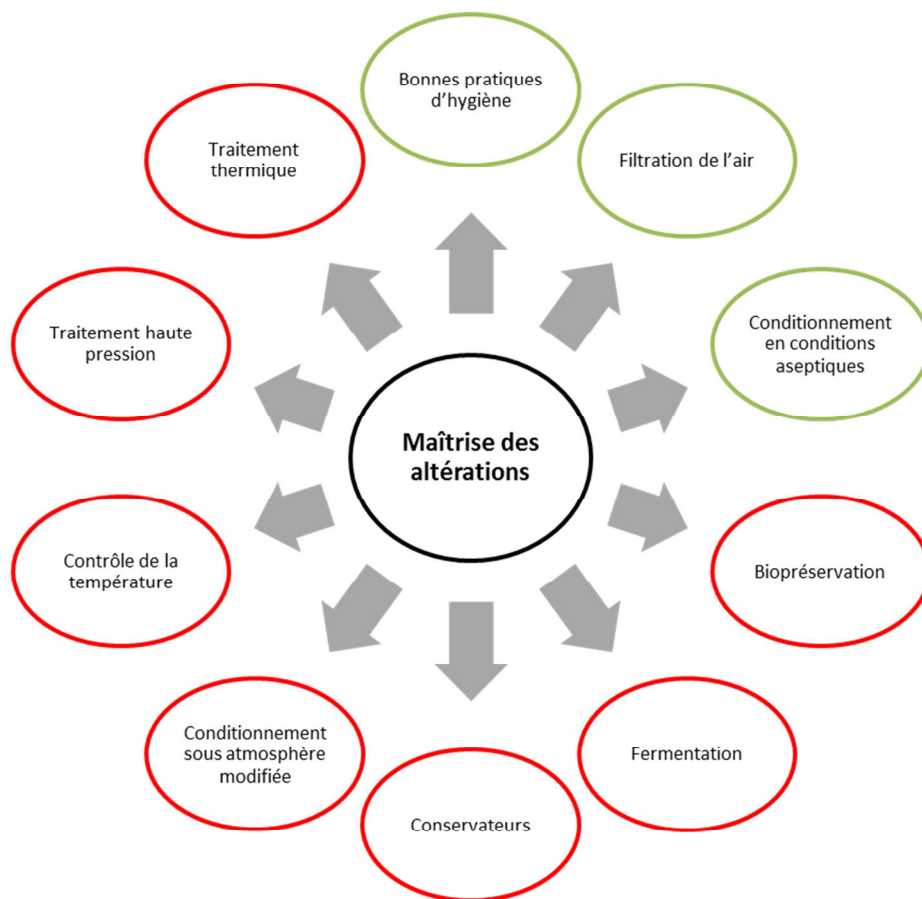 Bonnes pratiques
d'hygiène
Filtration de l'air
Traitement
thermique
Traitement haute
pression
Conditionnement
en conditions
aseptiques
Maîtrise des
altérations
Contrôle de la
température
Biopréservation
Conditionnement
sous atmosphère
modifiée
Fermentation
Conservateurs